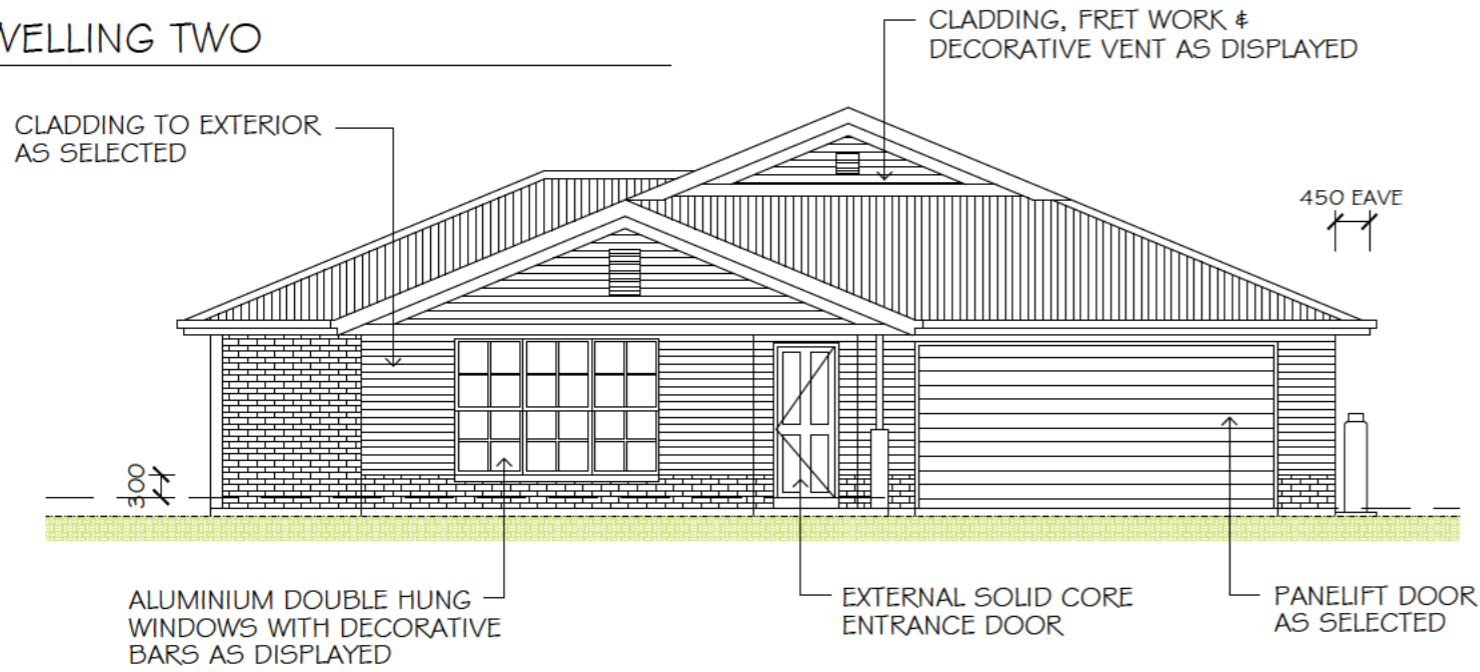 VELLING TWO
CLADDING, FRET WORK &
DECORATIVE VENT AS DISPLAYED
CLADDING TO EXTERIOR
AS SELECTED
450 EAVE
300
ALUMINIUM DOUBLE HUNG
WINDOWS WITH DECORATIVE
BARS AS DISPLAYED
EXTERNAL SOLID CORE
ENTRANCE DOOR
PANELIFT DOOR
AS SELECTED